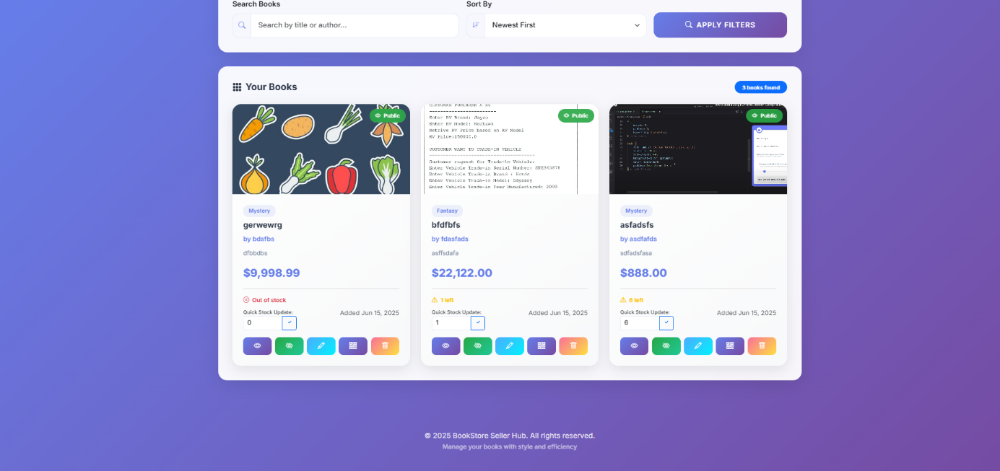 Search Books
Sort By
Search by title or author...
Newest First
APPLY FILTERS
Your Books
3 books found
Public
Mystery
gerwewrg
by bdsfbs
dfbbdbs
$9,998.99
Out of stock
Quick Stock Update:
Added Jun 15, 2025
0
CUSTOMER PURCHASE A RV
Public
Enter RV Brand: Jayco
Enter RV Model: Redhawk
Retrive RV Price based on RV Model
RV Price:150000.0
CUSTOMER WANT TO TRADE-IN VEHICLE
Customer request for Trade-in Vehicle:
Enter Vehicle Trade-in Serial Number:
Enter Vehicle Trade-in Brand : Honda
Enter Vehicle Trade-in Model: Odyssey
Enter Vehicle Trade-in Year Manufactured: 2009
Fantasy
bfdfbfs
by fdasfads
asffsdafa
$22,122.00
1 left
Quick Stock Update:
Added Jun 15, 2025
1
Public
Mystery
asfadsfs
by asdfafds
sdfadsfasa
$888.00
6 left
Quick Stock Update:
Added Jun 15, 2025
6
© 2025 BookStore Seller Hub. All rights reserved.
Manage your books with style and efficiency